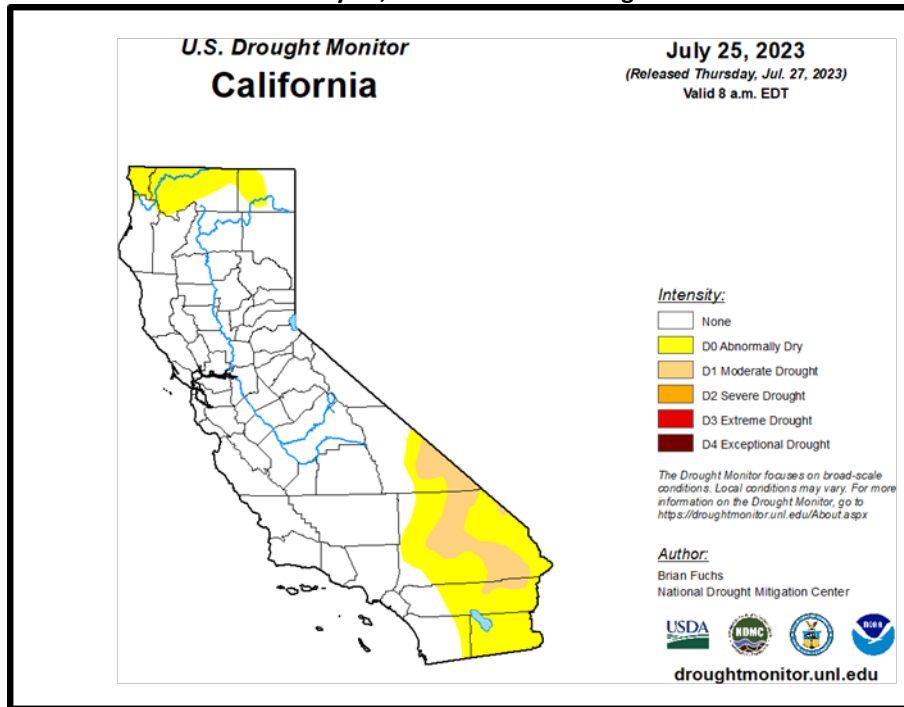 U.S. Drought Monitor
California
July 25, 2023
(Released Thursday, Jul. 27, 2023)
Valid 8 a.m. EDT
Intensity:
None
D0 Abnormally Dry
D1 Moderate Drought
D2 Severe Drought
D3 Extreme Drought
D4 Exceptional Drought
The Drought Monitor focuses on broad-scale
conditions. Local conditions may vary. For more
information on the Drought Monitor, go to
https://droughtmonitor.unl.edu/About.aspx
Author:
Brian Fuchs
National Drought Mitigation Center
USDA
NDMC
NOAA
droughtmonitor.unl.edu